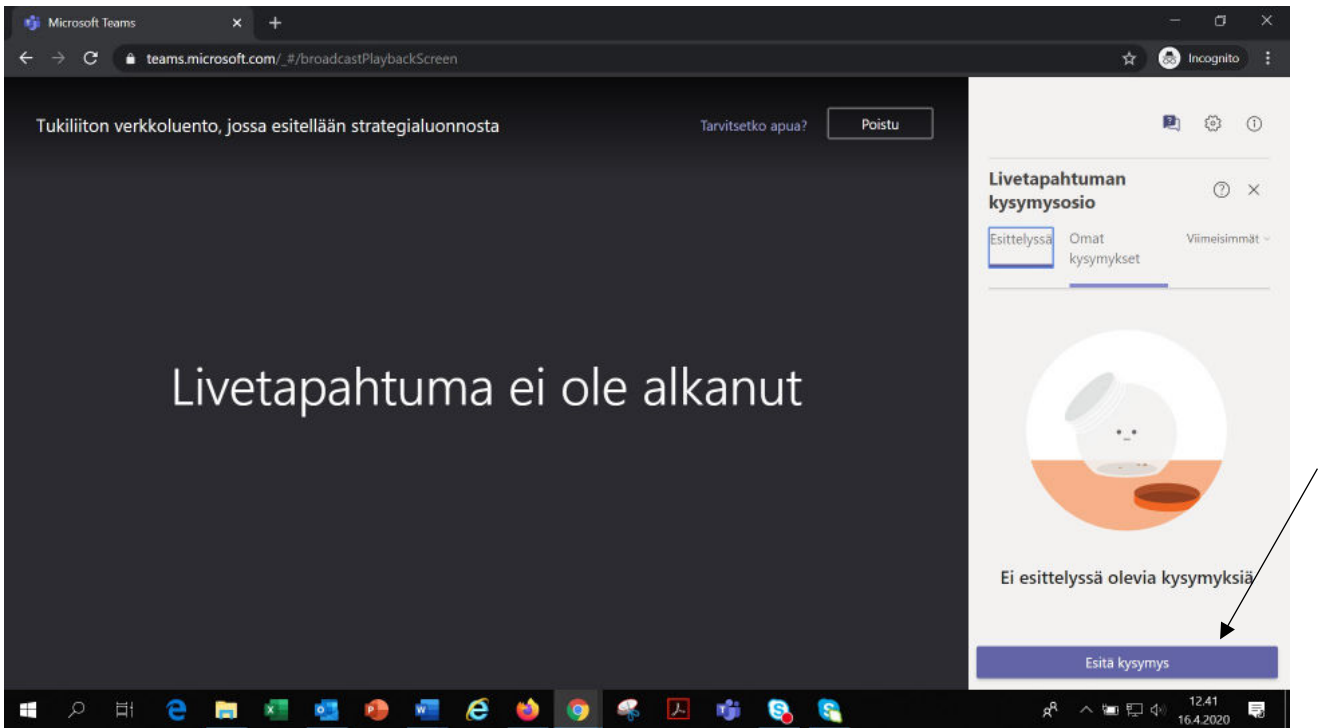 Microsoft Teams
teams.microsoft.com/_#/broadcastPlaybackScreen
Incognito
Tukiliiton verkkoluento, jossa esitellään strategialuonnosta
Tarvitsetko apua?
Poistu
Livetapahtuman
kysymysosio
Esittelyssä
Omat
kysymykset
Viimeisimmät
Livetapahtuma ei ole alkanut
Ei esittelyssä olevia kysymyksiä
Esitä kysymys
12.41
16.4.2020